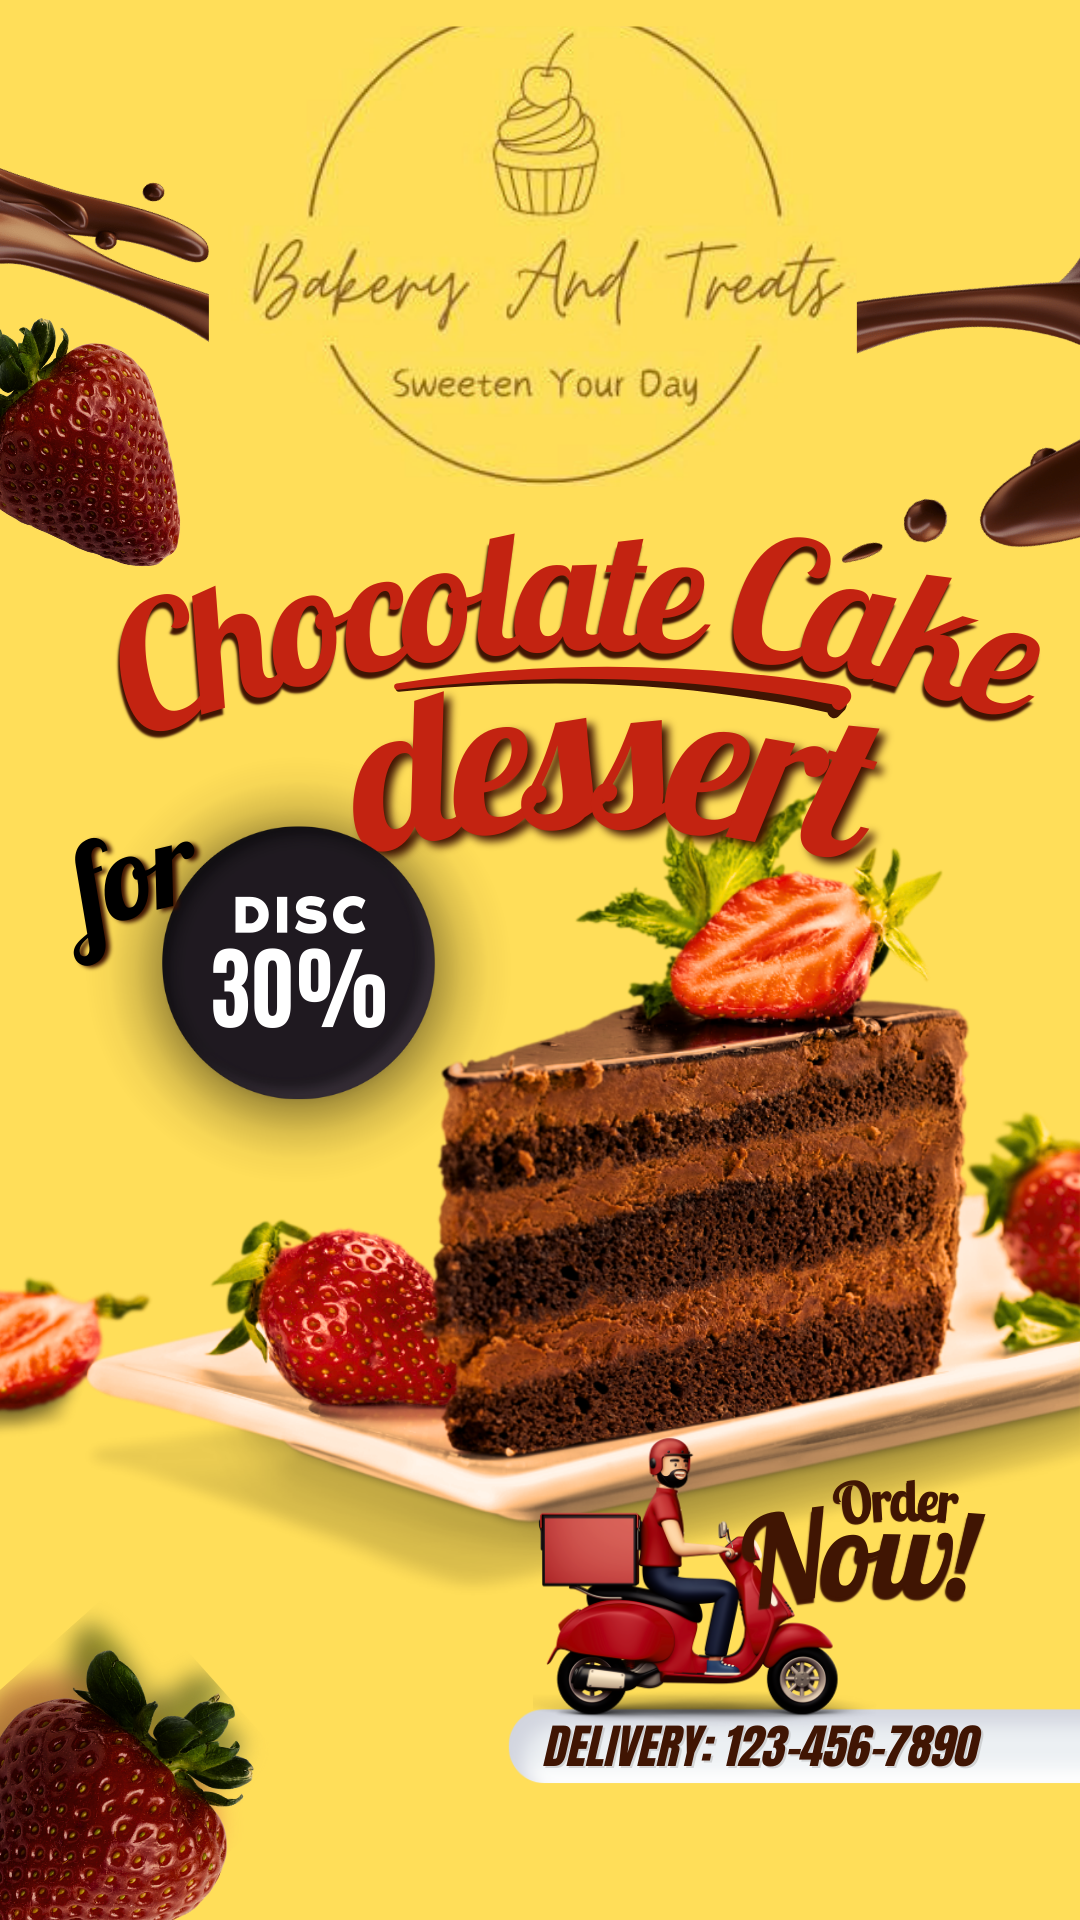 Bakery And Treats
Sweeten Your Day
Chocolate Cake
dessert
for
DISC
30%
Order
Now!
DELIVERY: 123-456-7890